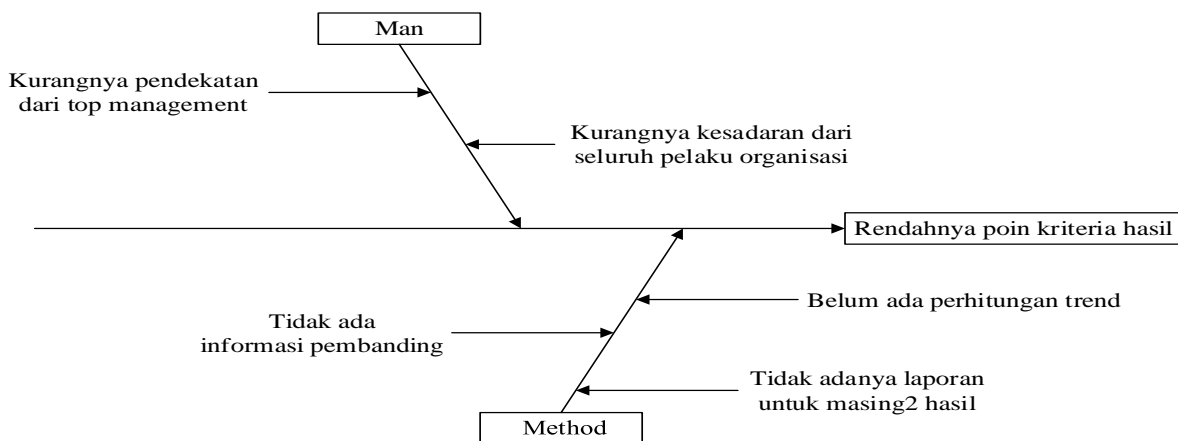 Man
Kurangnya pendekatan
dari top management
Kurangnya kesadaran dari
seluruh pelaku organisasi
Rendahnya poin kriteria hasil
Belum ada perhitungan trend
Tidak ada
informasi pembanding
Tidak adanya laporan
untuk masing2 hasil
Method